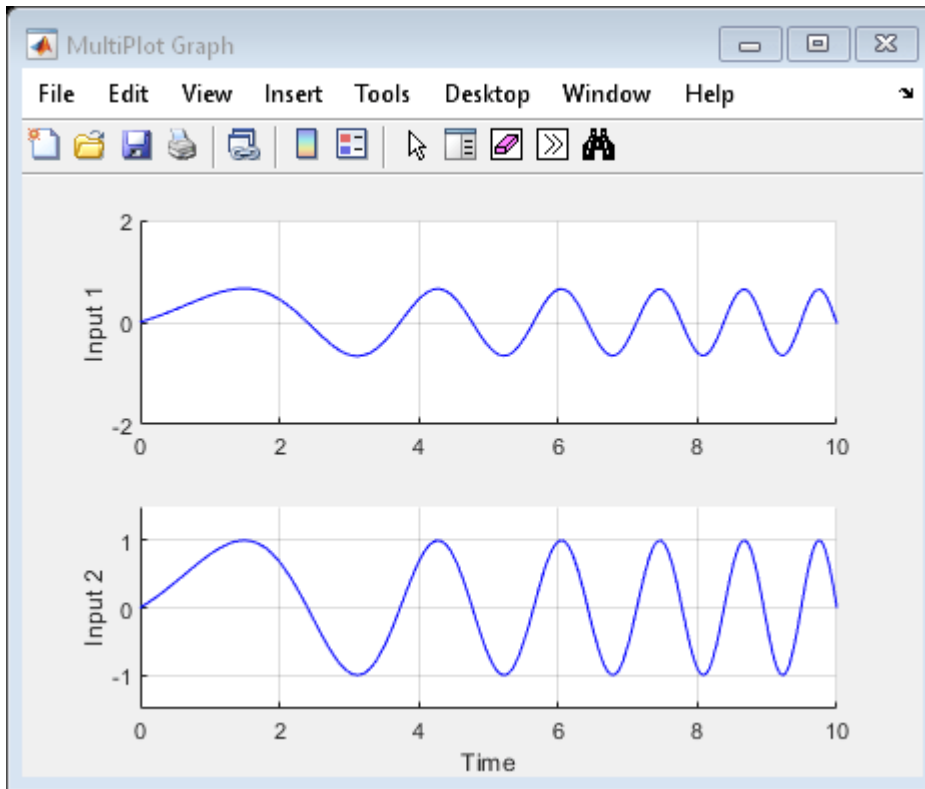 MultiPlot Graph
File Edit View Insert Tools Desktop Window Help
2
0
-2
Input 1
0 2 4 6 8 10
1
0
-1
Input 2
0 2 4 6 8 10
Time